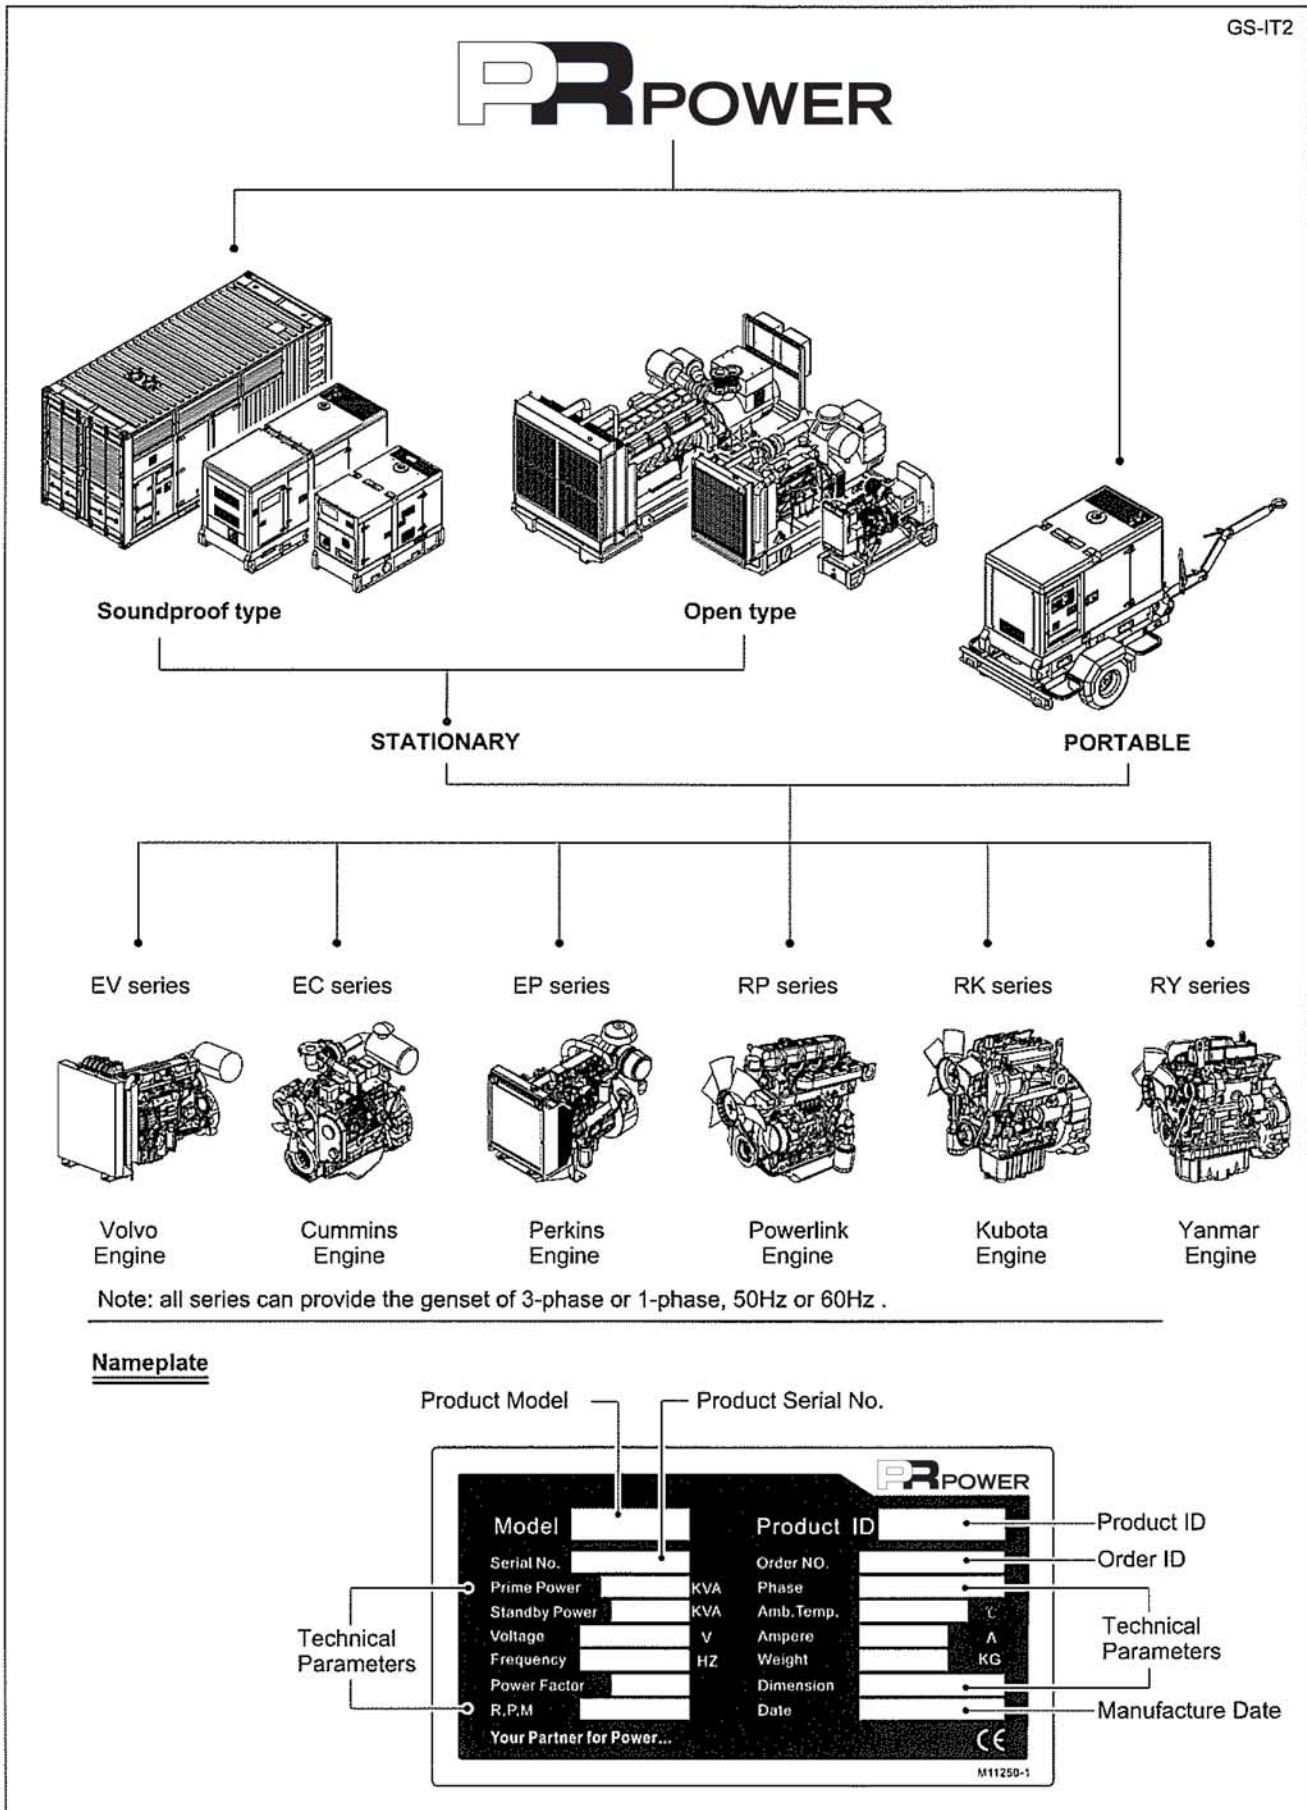 GS-IT2
PR POWER
Soundproof type
Open type
STATIONARY
PORTABLE
EV series
EC series
EP series
RP series
RK series
RY series
Volvo
Engine
Cummins
Engine
Perkins
Engine
Powerlink
Engine
Kubota
Engine
Yanmar
Engine
Note: all series can provide the genset of 3-phase or 1-phase, 50Hz or 60Hz .
Nameplate
Product Model
Product Serial No.
PR POWER
Model
Product ID
Product ID
Serial No.
Order NO.
Order ID
Prime Power KVA
Phase
Standby Power KVA
Amb.Temp. ℃
Voltage V
Ampere A
Frequency HZ
Weight KG
Power Factor
Dimension
R.P.M
Date
Technical
Parameters
Technical
Parameters
Manufacture Date
Your Partner for Power...
CE
M11250-1